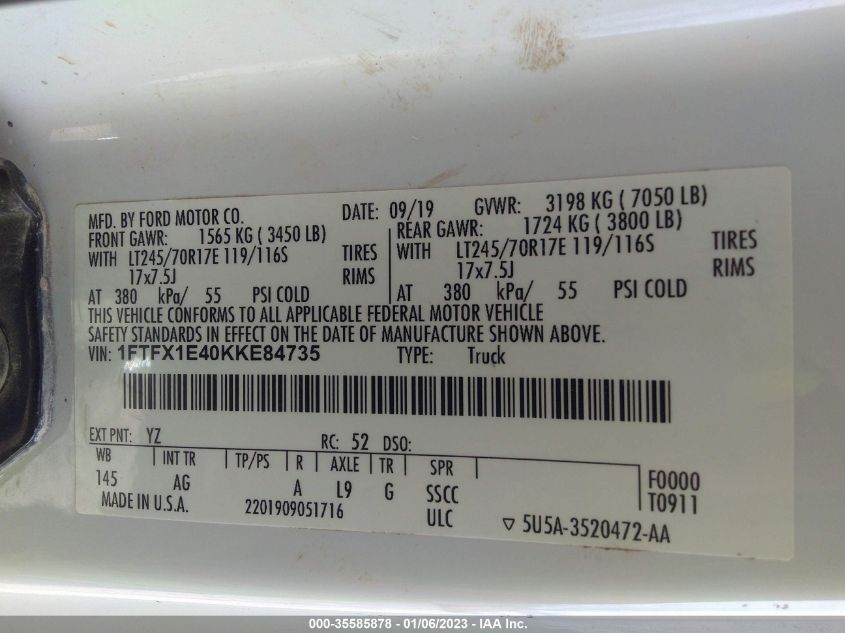 MFD. BY FORD MOTOR CO. DATE: 09/19 GVWR: 3198 KG ( 7050 LB)
FRONT GAWR: 1565 KG ( 3450 LB) REAR GAWR: 1724 KG ( 3800 LB)
WITH LT245/70R17E 119/116S TIRES WITH LT245/70R17E 119/116S TIRES
17x7.5J RIMS 17x7.5J RIMS
AT 380 kPa/ 55 PSI COLD AT 380 kPa/ 55 PSI COLD
THIS VEHICLE CONFORMS TO ALL APPLICABLE FEDERAL MOTOR VEHICLE
SAFETY STANDARDS IN EFFECT ON THE DATE OF MANUFACTURE SHOWN ABOVE.
VIN: 1FTFX1E40KKE84735 TYPE: Truck
EXT PNT: YZ RC: 52 DSO:
WB INT TR TP/PS R AXLE TR SPR
145 AG A L9 G SSCC F0000
MADE IN U.S.A. 2201909051716 ULC T0911
5U5A-3520472-AA
000-35585878 | 01/06/2023 - IAA Inc.